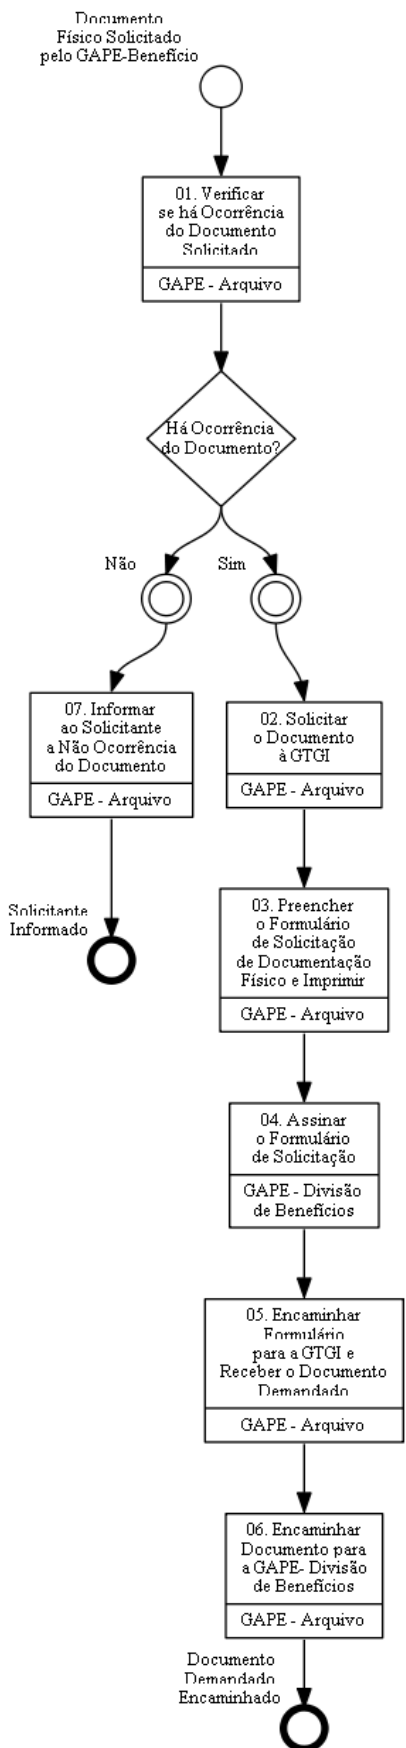 Documento
Físico Solicitado
pelo GAPE-Benefício
01. Verificar
se há Ocorrência
do Documento
Solicitado
GAPE - Arquivo
Há Ocorrência
do Documento?
Não
Sim
07. Informar
ao Solicitante
a Não Ocorrência
do Documento
GAPE - Arquivo
02. Solicitar
o Documento
à GTGI
GAPE - Arquivo
Solicitante
Informado
03. Preencher
o Formulário
de Solicitação
de Documentação
Físico e Imprimir
GAPE - Arquivo
04. Assinar
o Formulário
de Solicitação
GAPE - Divisão
de Benefícios
05. Encaminhar
Formulário
para a GTGI e
Receber o Documento
Demandado
GAPE - Arquivo
06. Encaminhar
Documento para
a GAPE- Divisão
de Benefícios
GAPE - Arquivo
Documento
Demandado
Encaminhado